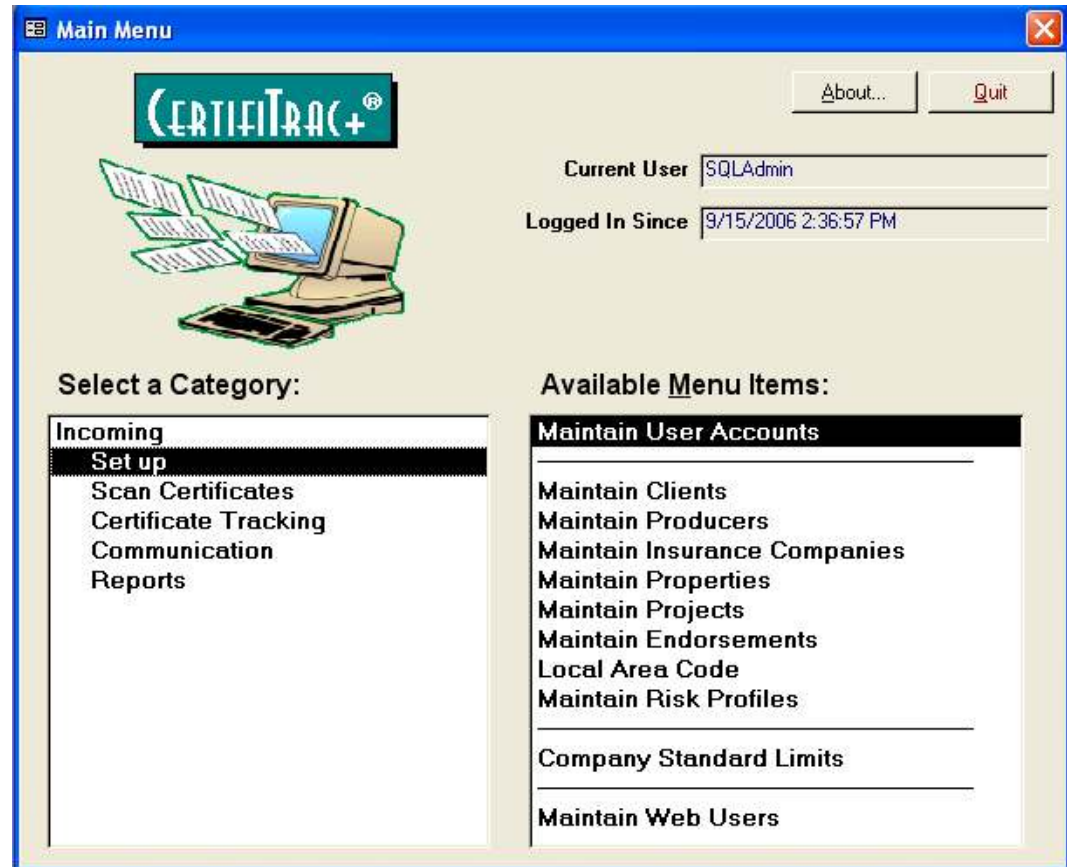 Main Menu
CERTIFITRAC+®
About...
Quit
Current User SQLAdmin
Logged In Since 9/15/2006 2:36:57 PM
Select a Category:
Available Menu Items:
Incoming
Set up
Scan Certificates
Certificate Tracking
Communication
Reports
Maintain User Accounts
Maintain Clients
Maintain Producers
Maintain Insurance Companies
Maintain Properties
Maintain Projects
Maintain Endorsements
Local Area Code
Maintain Risk Profiles
Company Standard Limits
Maintain Web Users